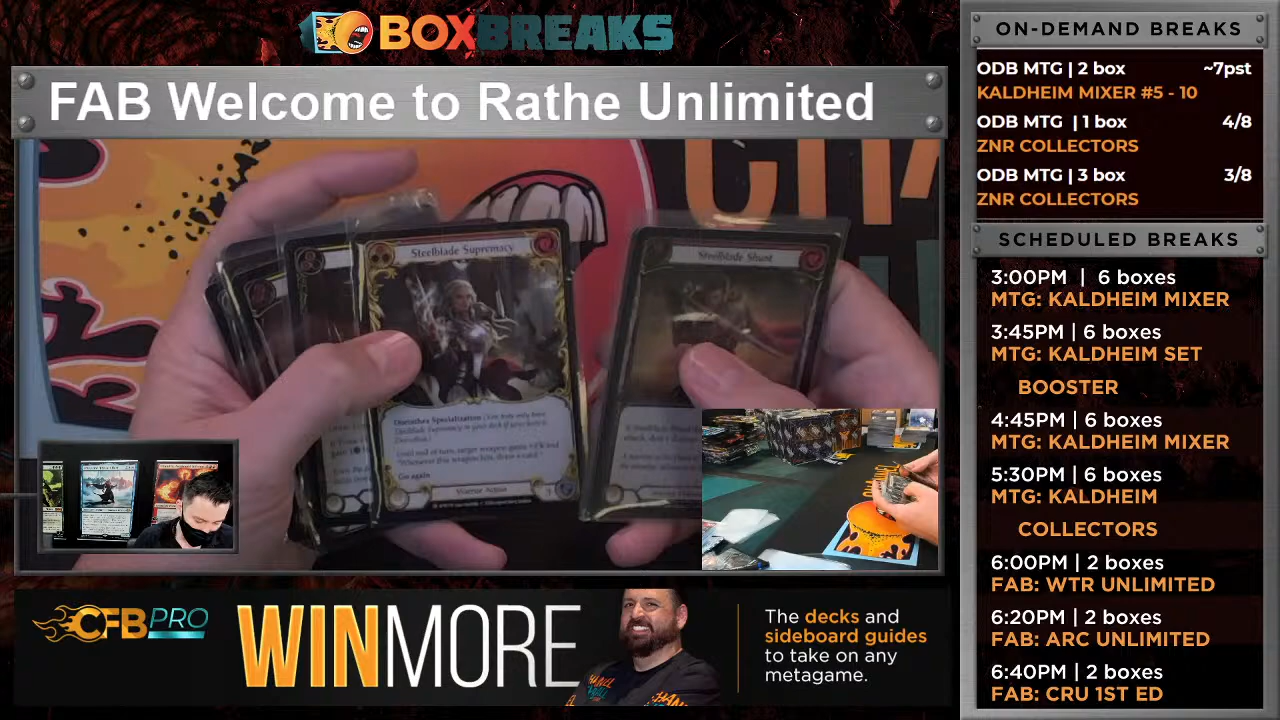 BOXBREAKS
FAB Welcome to Rathe Unlimited
Steelblade Supremacy
Steelblade Shunt
Dorinthea Specialization
Go again
Warrior Action
3
CFBPRO
WINMORE
The decks and
sideboard guides
to take on any
metagame.
ON-DEMAND BREAKS
ODB MTG | 2 box ~7pst
KALDHEIM MIXER #5 - 10
ODB MTG | 1 box 4/8
ZNR COLLECTORS
ODB MTG | 3 box 3/8
ZNR COLLECTORS
SCHEDULED BREAKS
3:00PM | 6 boxes
MTG: KALDHEIM MIXER
3:45PM | 6 boxes
MTG: KALDHEIM SET
BOOSTER
4:45PM | 6 boxes
MTG: KALDHEIM MIXER
5:30PM | 6 boxes
MTG: KALDHEIM
COLLECTORS
6:00PM | 2 boxes
FAB: WTR UNLIMITED
6:20PM | 2 boxes
FAB: ARC UNLIMITED
6:40PM | 2 boxes
FAB: CRU 1ST ED